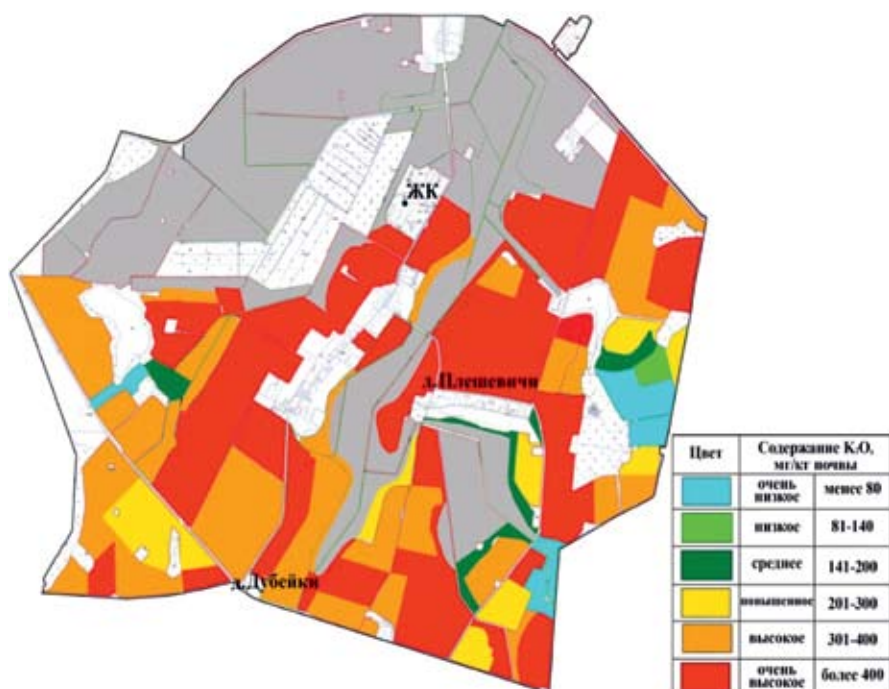 ЖК
д.Плешевичи
д.Дубейки
Цвет
Содержание K₂O,
мг/кг почвы
очень
низкое
менее 80
низкое
81-140
среднее
141-200
повышенное
201-300
высокое
301-400
очень
высокое
более 400